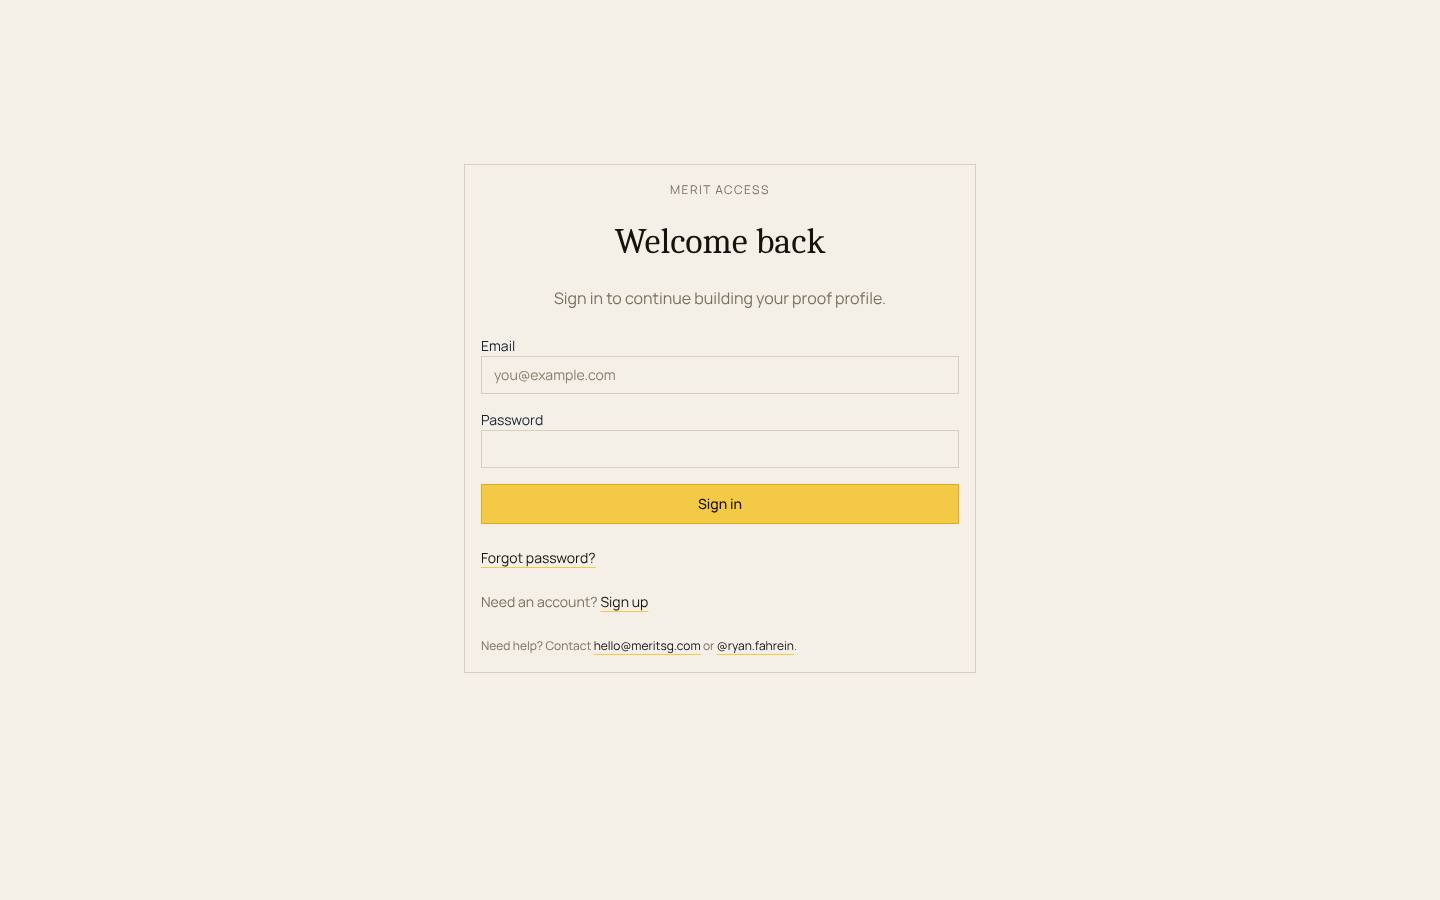 MERIT ACCESS
Welcome back
Sign in to continue building your proof profile.
Email
you@example.com
Password
Sign in
Forgot password?
Need an account? Sign up
Need help? Contact hello@meritsg.com or @ryan.fahrein.